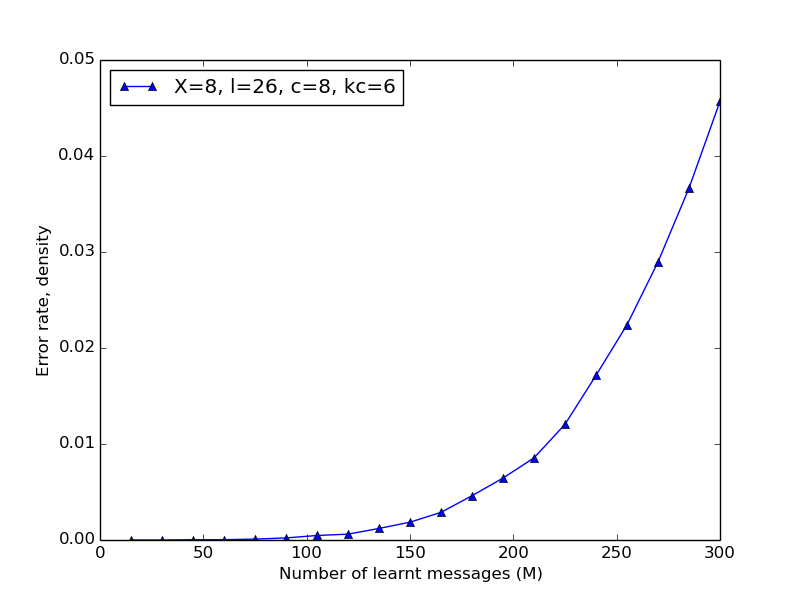 0.05
X=8, l=26, c=8, kc=6
0.04
0.03
Error rate, density
0.02
0.01
0.00
0 50 100 150 200 250 300
Number of learnt messages (M)